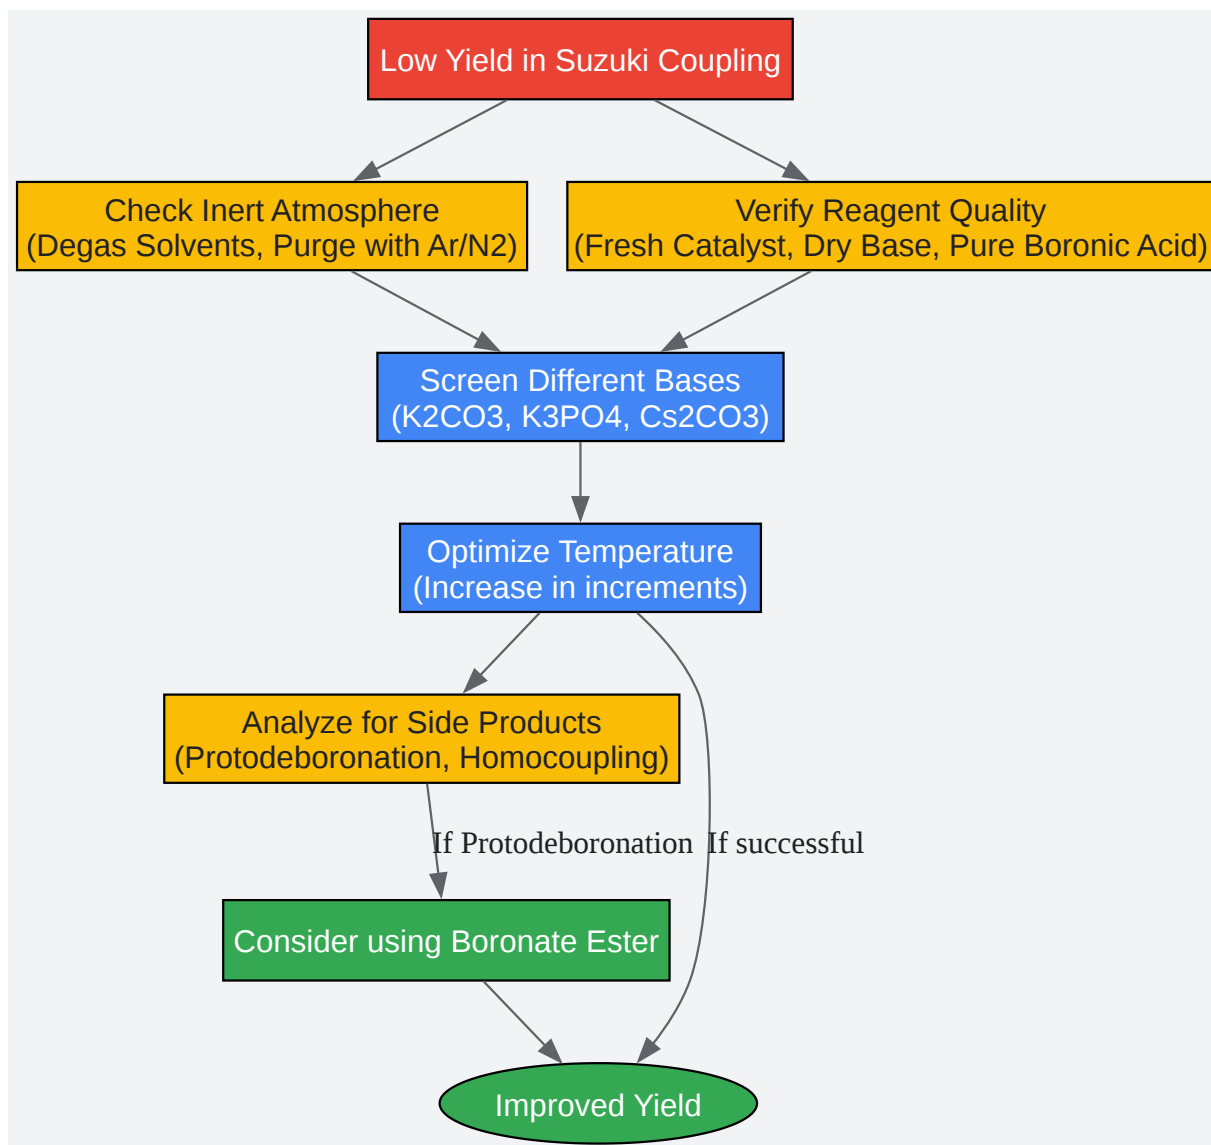 Low Yield in Suzuki Coupling
Check Inert Atmosphere
(Degas Solvents, Purge with Ar/N2)
Verify Reagent Quality
(Fresh Catalyst, Dry Base, Pure Boronic Acid)
Screen Different Bases
(K2CO3, K3PO4, Cs2CO3)
Optimize Temperature
(Increase in increments)
Analyze for Side Products
(Protodeboronation, Homocoupling)
If Protodeboronation
If successful
Consider using Boronate Ester
Improved Yield